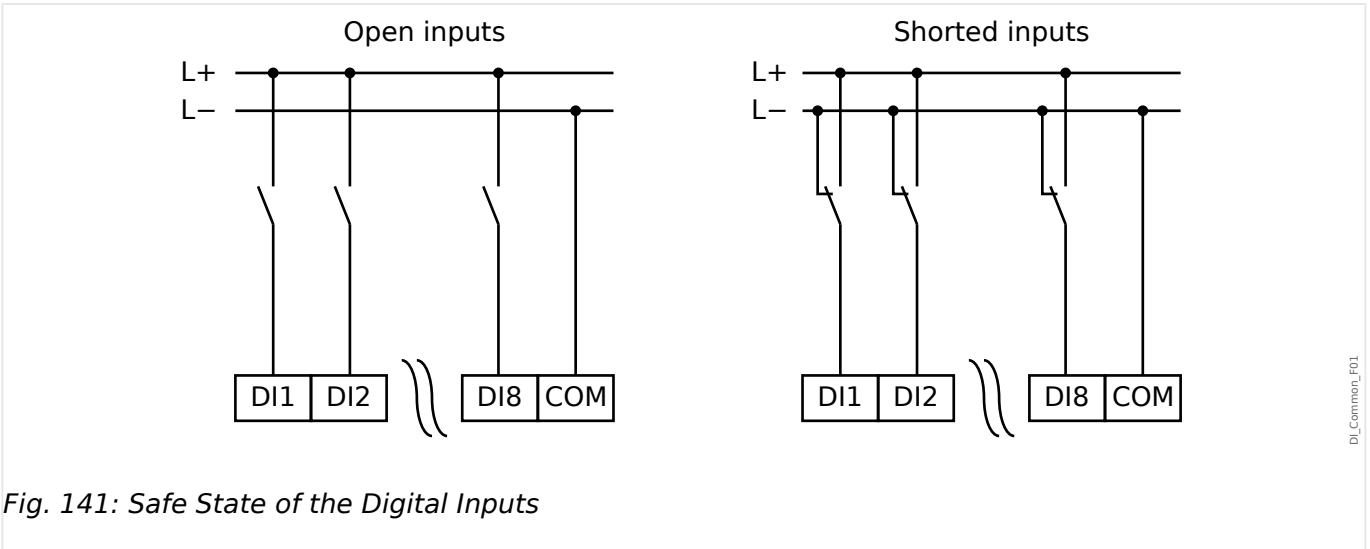 Open inputs
L+
L−
DI1 DI2 DI8 COM
Shorted inputs
L+
L−
DI1 DI2 DI8 COM
DI_Common_F01
Fig. 141: Safe State of the Digital Inputs